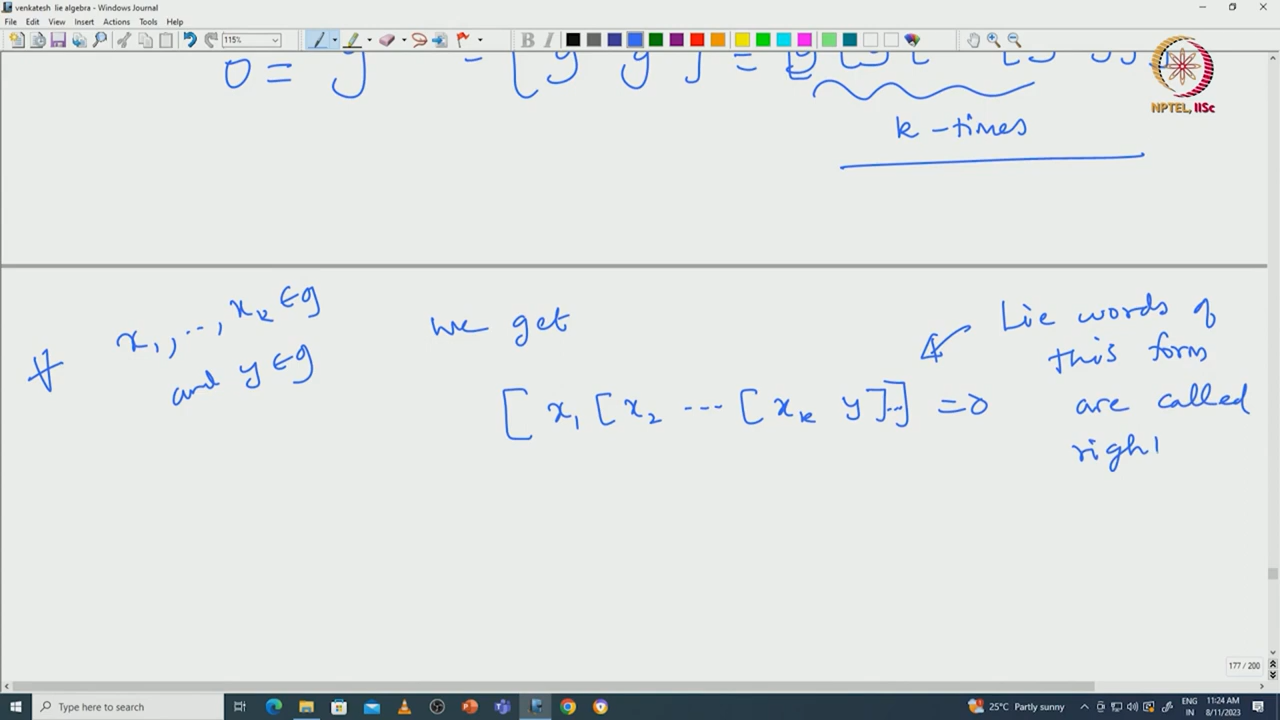 venkatesh lie algebra - Windows Journal
File Edit View Insert Actions Tools Help
115%
B I
NPTEL, IISc
k - times
∀ x₁, ..., xₖ ∈ g
and y ∈ g
we get
[ x₁ [ x₂ --- [ xₖ y ] ... ] ] = 0
Lie words of
this form
are called
righ
177 / 200
Type here to search
25°C Partly sunny
ENG
IN
11:24 AM
8/11/2023